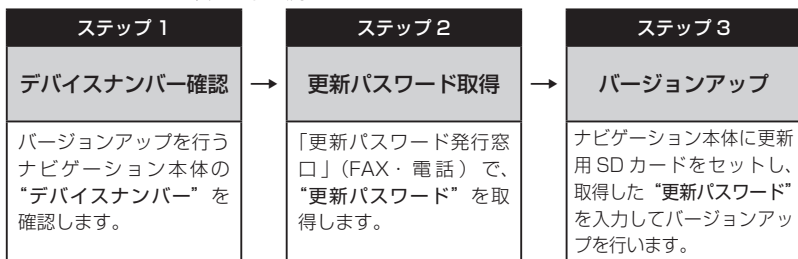 ステップ 1
デバイスナンバー確認
バージョンアップを行う
ナビゲーション本体の
“デバイスナンバー” を
確認します。
→
ステップ 2
更新パスワード取得
「更新パスワード発行窓
口」（FAX・電話）で、
“更新パスワード” を取
得します。
→
ステップ 3
バージョンアップ
ナビゲーション本体に更新
用 SD カードをセットし、
取得した “更新パスワード”
を入力してバージョンアッ
プを行います。